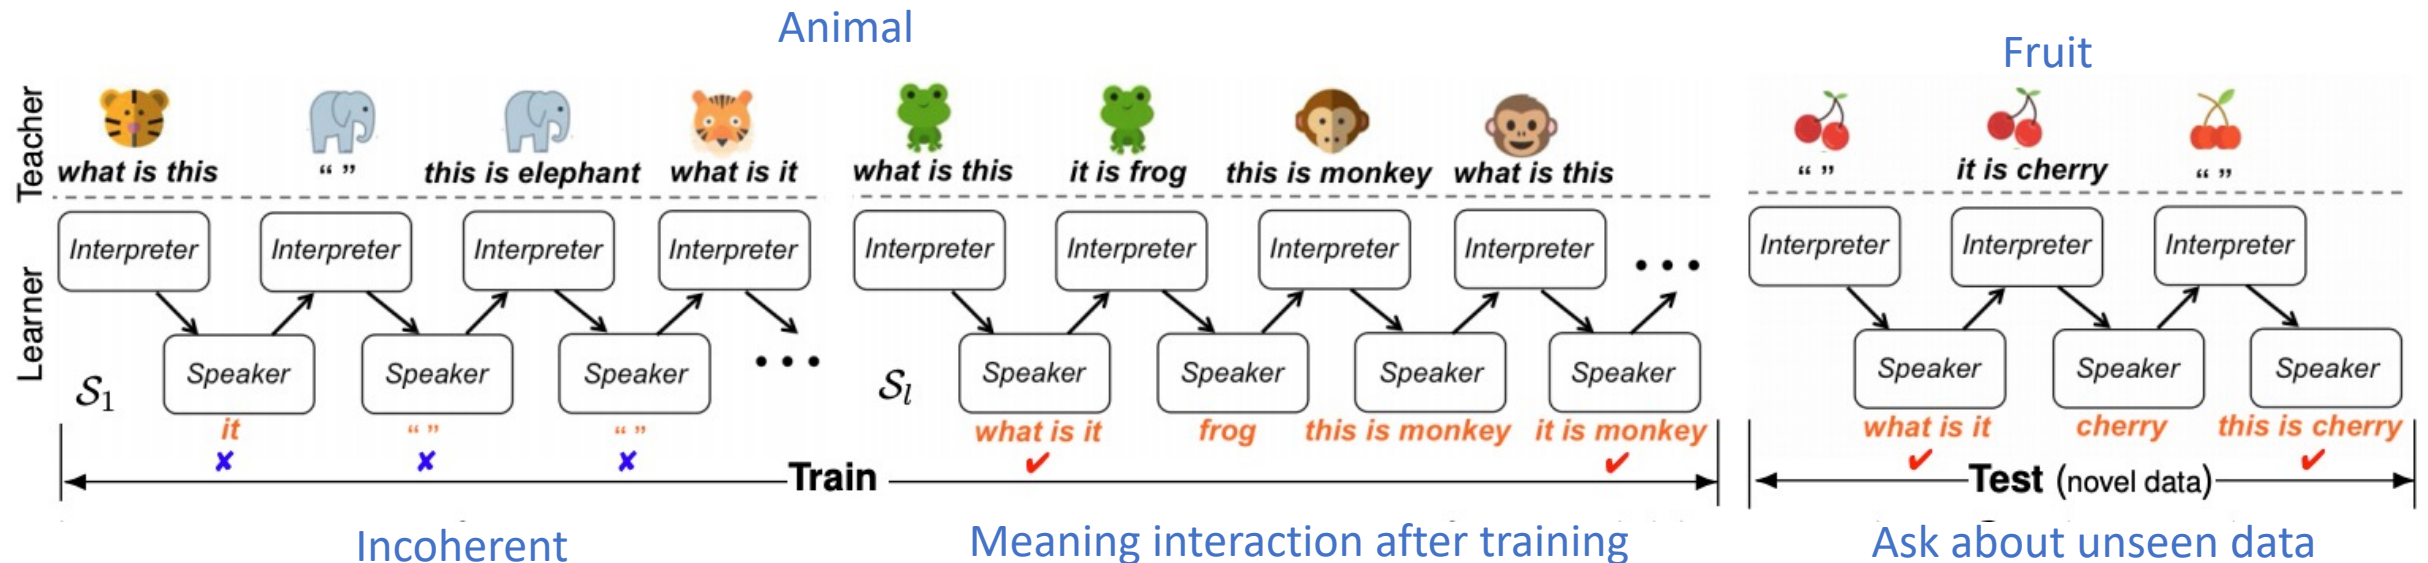 Animal
Fruit
Teacher
what is this
“ ”
this is elephant
what is it
what is this
it is frog
this is monkey
what is this
“ ”
it is cherry
“ ”
Learner
Interpreter
Interpreter
Interpreter
Interpreter
Interpreter
Interpreter
Interpreter
Interpreter
Interpreter
Interpreter
Interpreter
S1
Speaker
Speaker
Speaker
...
Sl
Speaker
Speaker
Speaker
Speaker
...
Speaker
Speaker
Speaker
it
“ ”
“ ”
what is it
frog
this is monkey
it is monkey
what is it
cherry
this is cherry
✘
✘
✘
✔
✔
✔
✔
Train
Test (novel data)
Incoherent
Meaning interaction after training
Ask about unseen data